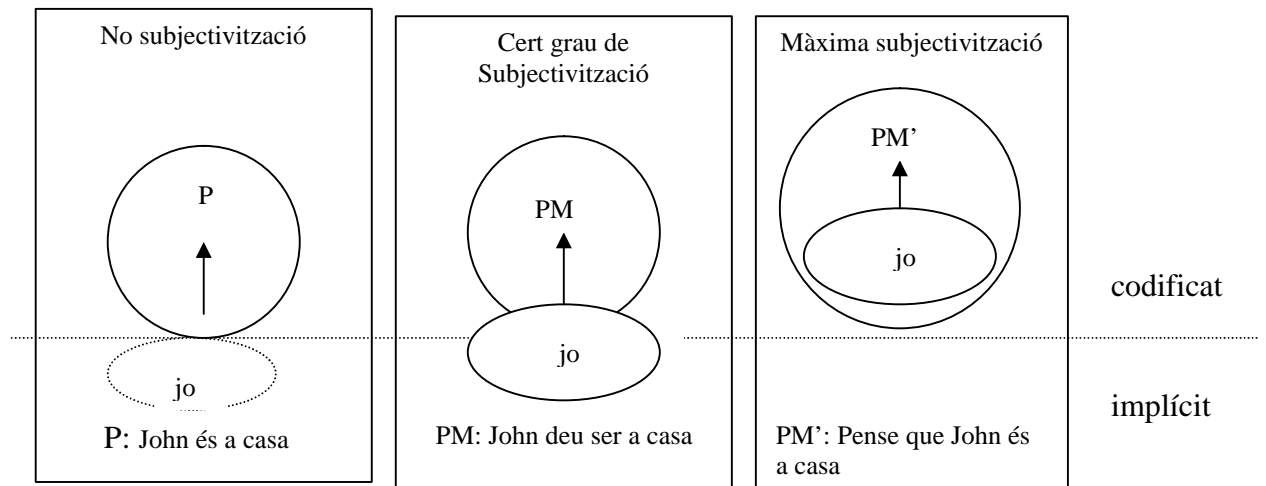 No subjectivització
P
jo
P: John és a casa
Cert grau de
Subjectivització
PM
jo
PM: John deu ser a casa
Màxima subjectivització
PM’
jo
PM’: Pense que John és
a casa
codificat
implícit